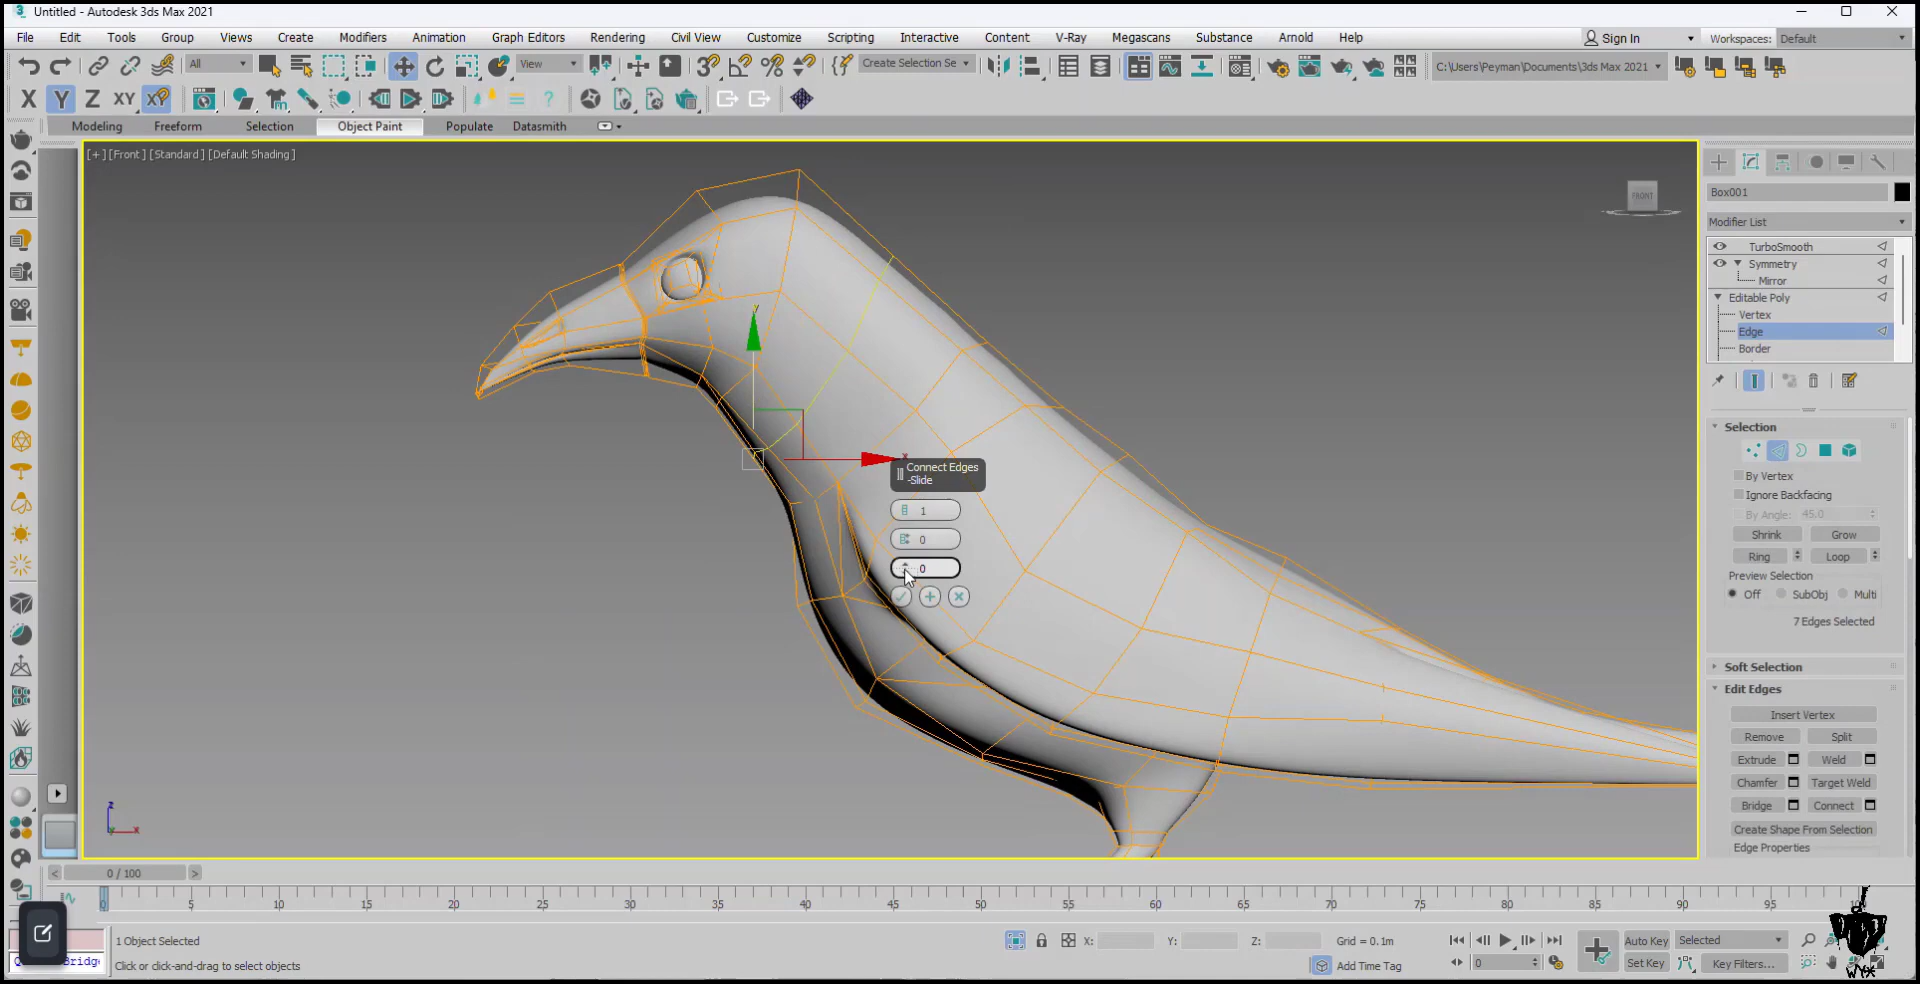 3 Untitled - Autodesk 3ds Max 2021
File Edit Tools Group Views Create Modifiers Animation Graph Editors Rendering Civil View Customize Scripting Interactive Content V-Ray Megascans Substance Arnold Help Sign In Workspaces: Default
All View Create Selection Se C:\Users\Peyman\Documents\3ds Max 2021
X Y Z XY XP
Modeling Freeform Selection Object Paint Populate Datasmith
[+] [Front] [Standard] [Default Shading]
FRONT
Box001
Modifier List
TurboSmooth
Symmetry
Mirror
Editable Poly
Vertex
Edge
Border
y
x
Connect Edges
-Slide
1
0
0
Selection
By Vertex
Ignore Backfacing
By Angle: 45.0
Shrink Grow
Ring Loop
Preview Selection
Off SubObj Multi
7 Edges Selected
Soft Selection
Edit Edges
Insert Vertex
Remove Split
Extrude Weld
Chamfer Target Weld
Bridge Connect
Create Shape From Selection
Edge Properties
z
x
< 0 / 100 >
0 5 10 15 20 25 30 35 40 45 50 55 60 65 70 75 80 85 90 95
1 Object Selected
Click or click-and-drag to select objects
X: Y: Z: Grid = 0.1m
Add Time Tag
0
Auto Key Selected
Set Key Key Filters...